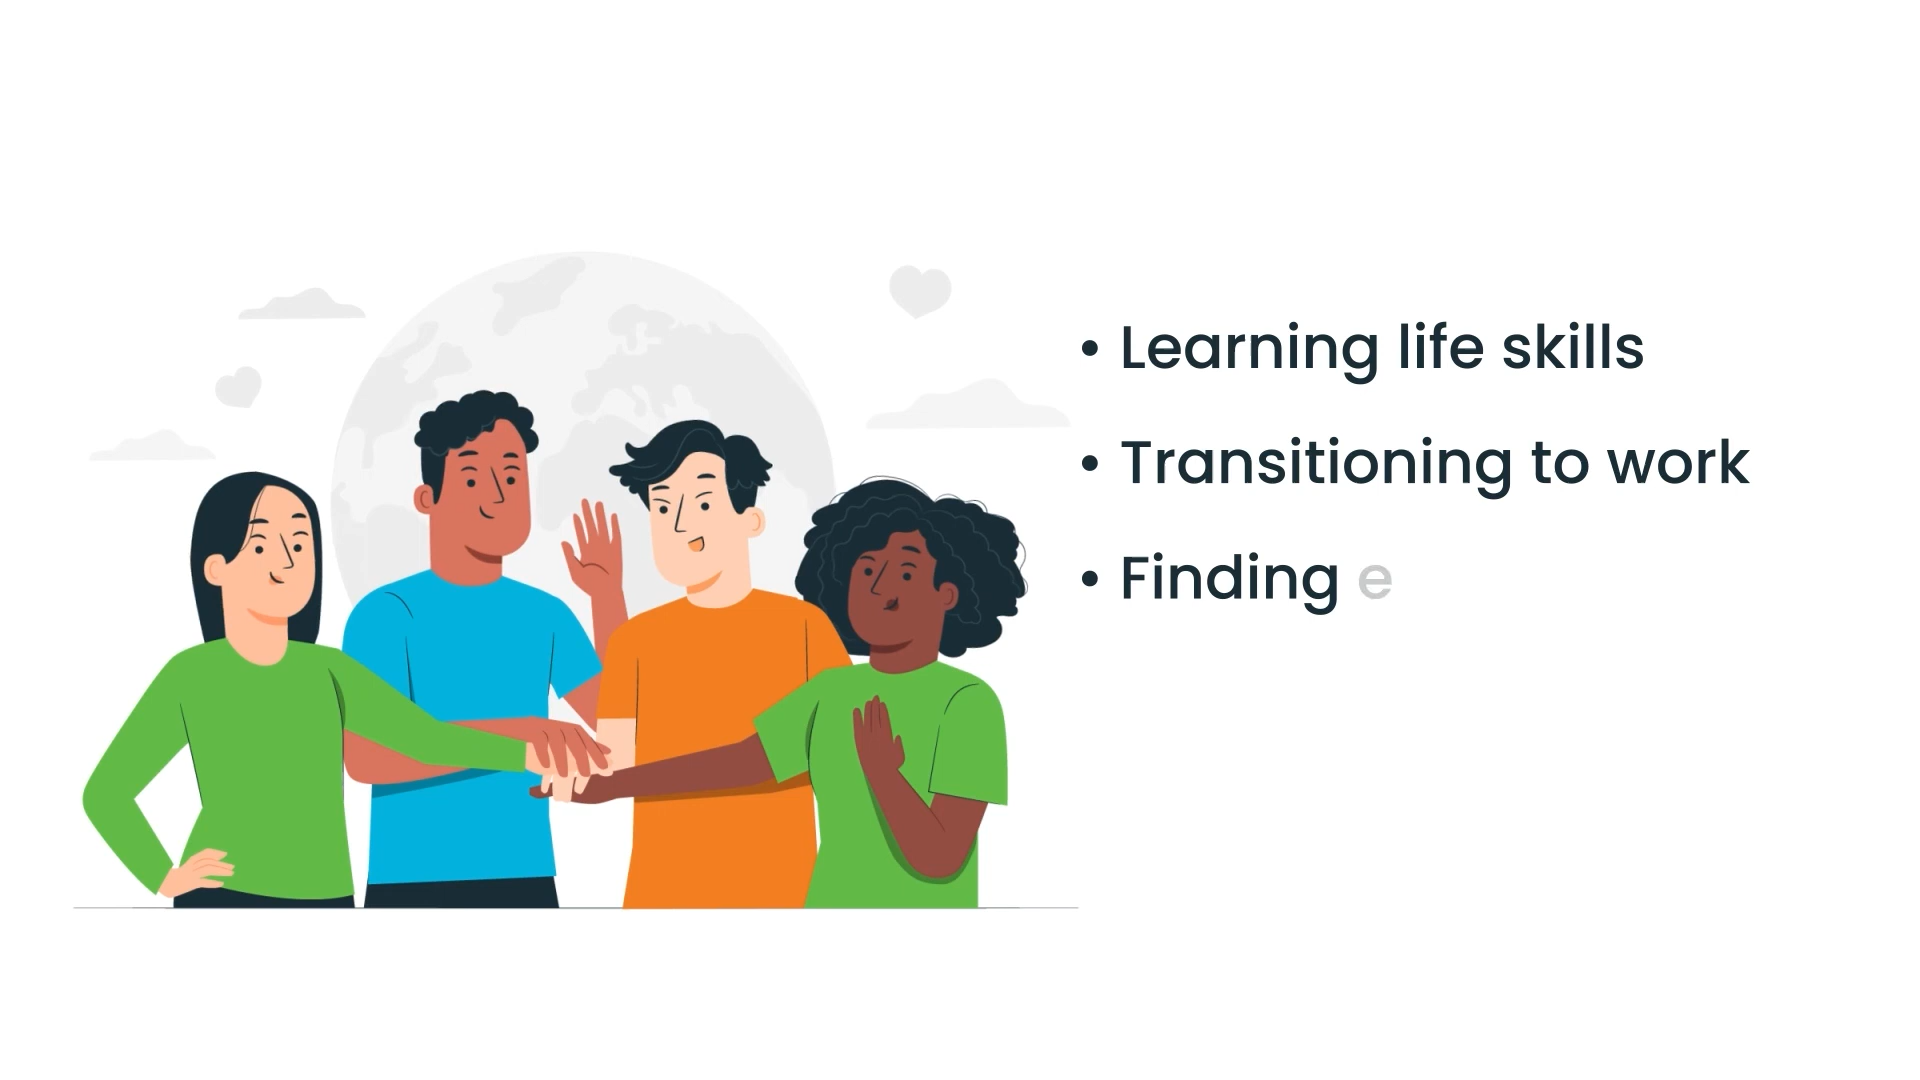 • Learning life skills
• Transitioning to work
• Finding e